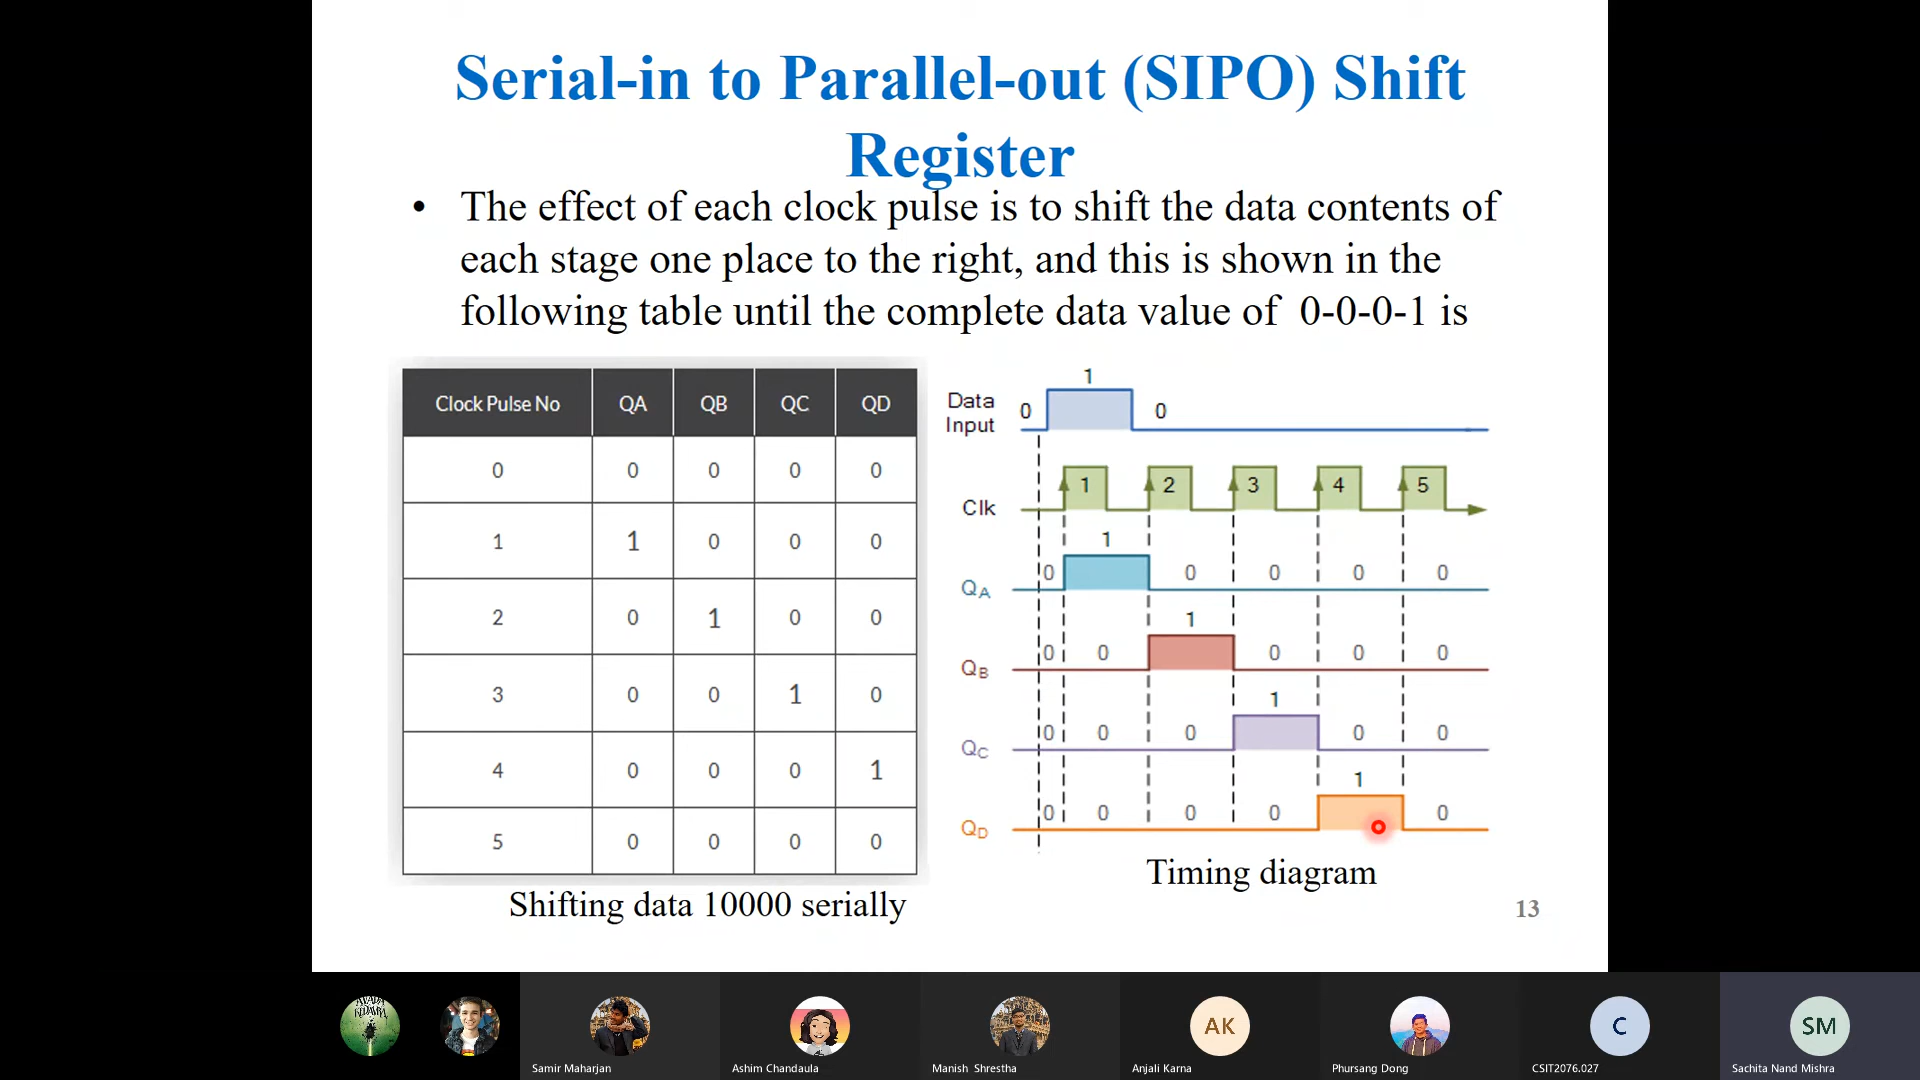 Serial-in to Parallel-out (SIPO) Shift
Register
• The effect of each clock pulse is to shift the data contents of
each stage one place to the right, and this is shown in the
following table until the complete data value of 0-0-0-1 is
Clock Pulse No QA QB QC QD
0 0 0 0 0
1 1 0 0 0
2 0 1 0 0
3 0 0 1 0
4 0 0 0 1
5 0 0 0 0
Shifting data 10000 serially
1
Data
Input 0 0
Clk 1 2 3 4 5
1
QA 0 0 0 0 0
1
QB 0 0 0 0 0
1
QC 0 0 0 0 0
1
QD 0 0 0 0 0
Timing diagram
13
AK
C
SM
Samir Maharjan
Ashim Chandaula
Manish Shrestha
Anjali Karna
Phursang Dong
CSIT2076.027
Sachita Nand Mishra